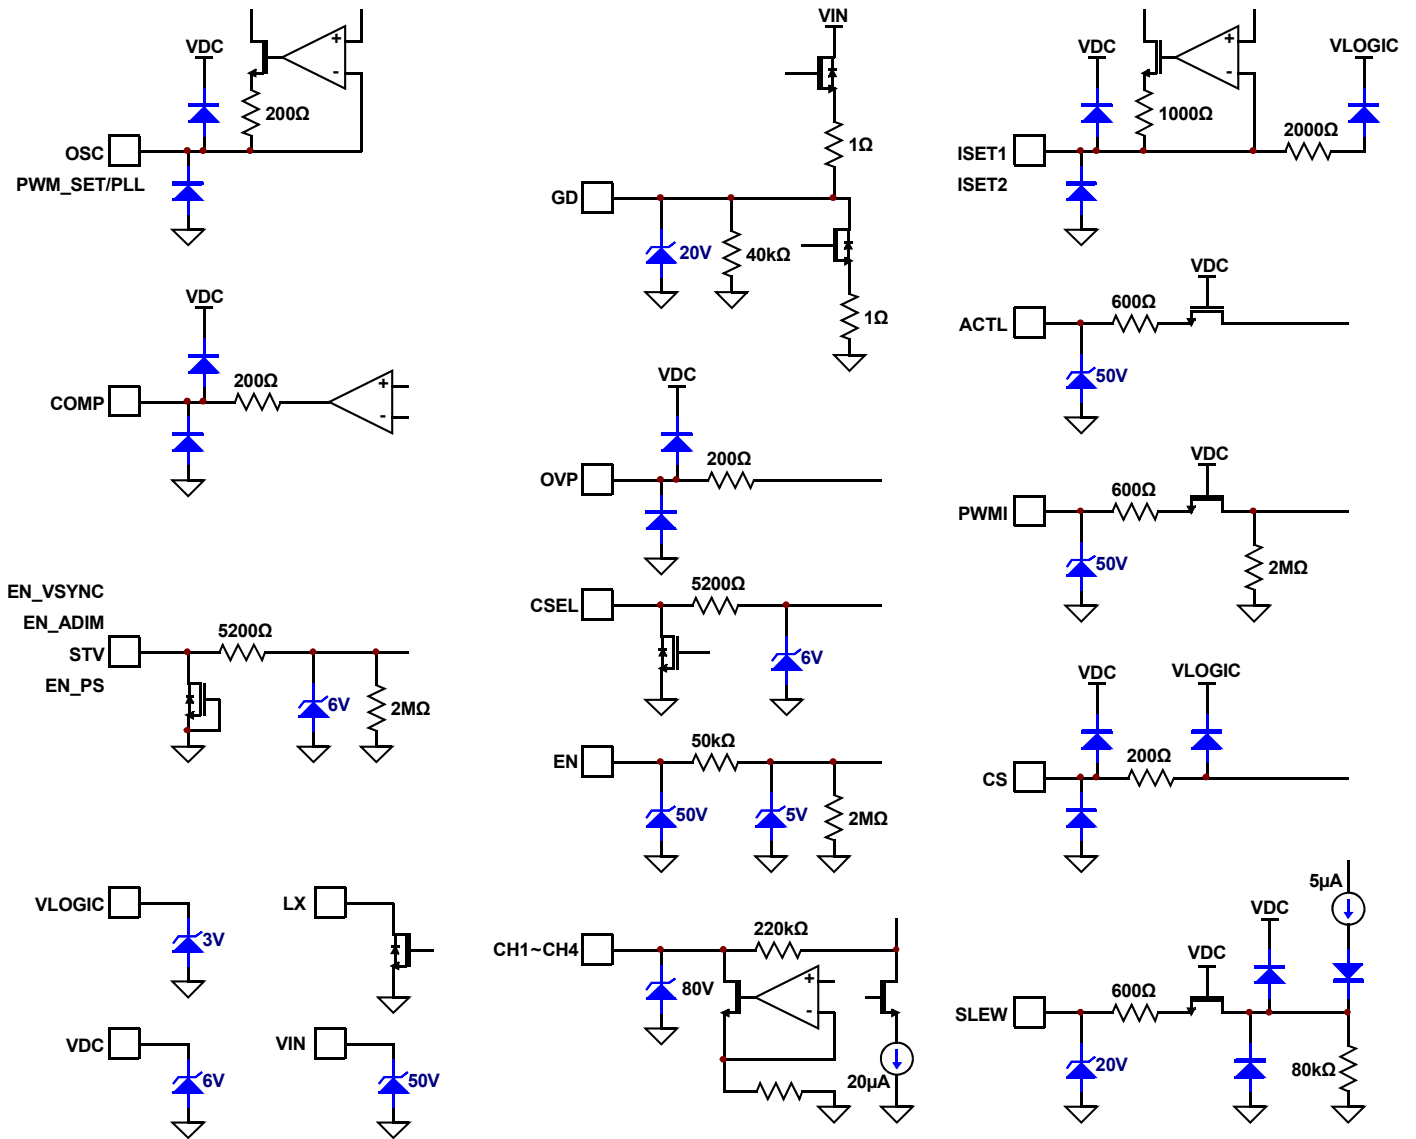 VDC
+
-
200Ω
OSC
PWM_SET/PLL
VDC
200Ω
+
-
COMP
EN_VSYNC
EN_ADIM
STV
EN_PS
5200Ω
6V
2MΩ
VLOGIC
3V
LX
VDC
6V
VIN
50V
VIN
1Ω
GD
20V
40kΩ
1Ω
VDC
OVP
200Ω
CSEL
5200Ω
6V
EN
50kΩ
50V
5V
2MΩ
CH1~CH4
220kΩ
80V
+
-
20µA
VDC
+
-
VLOGIC
1000Ω
2000Ω
ISET1
ISET2
VDC
600Ω
ACTL
50V
VDC
600Ω
PWMI
50V
2MΩ
VDC
VLOGIC
200Ω
CS
5µA
VDC
VDC
600Ω
SLEW
20V
80kΩ